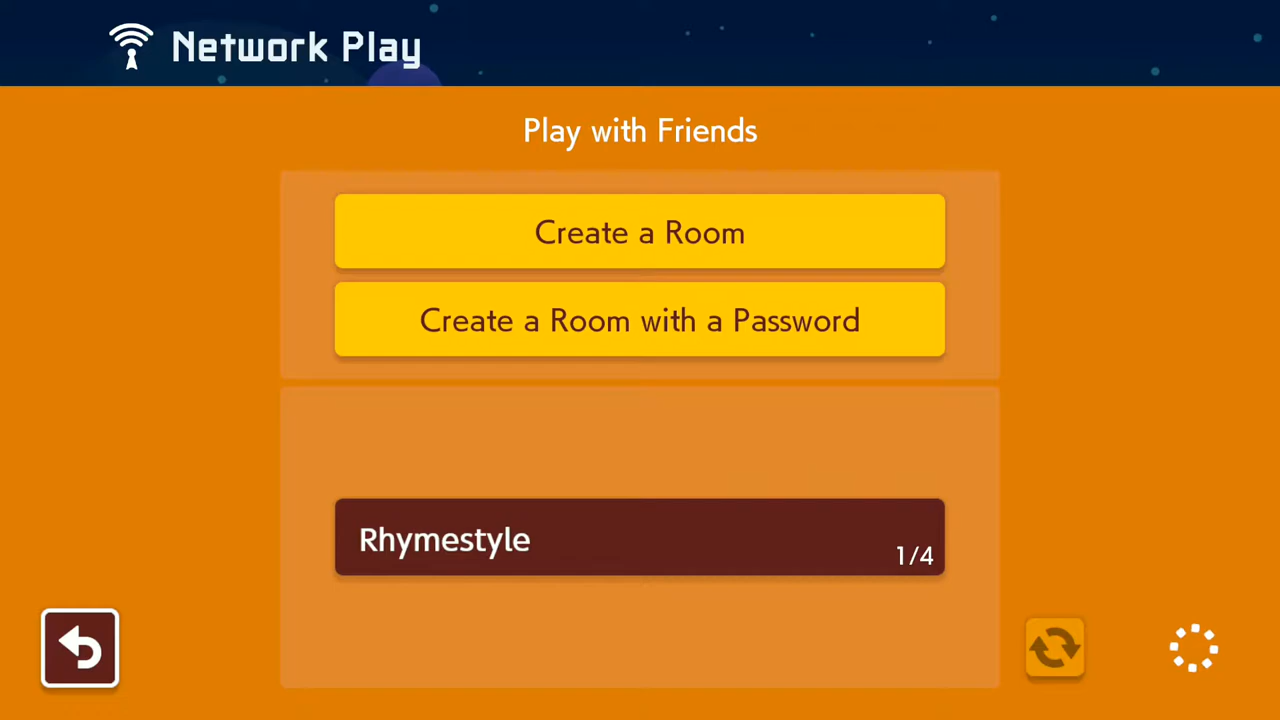 Network Play
Play with Friends
Create a Room
Create a Room with a Password
Rhymestyle
1/4